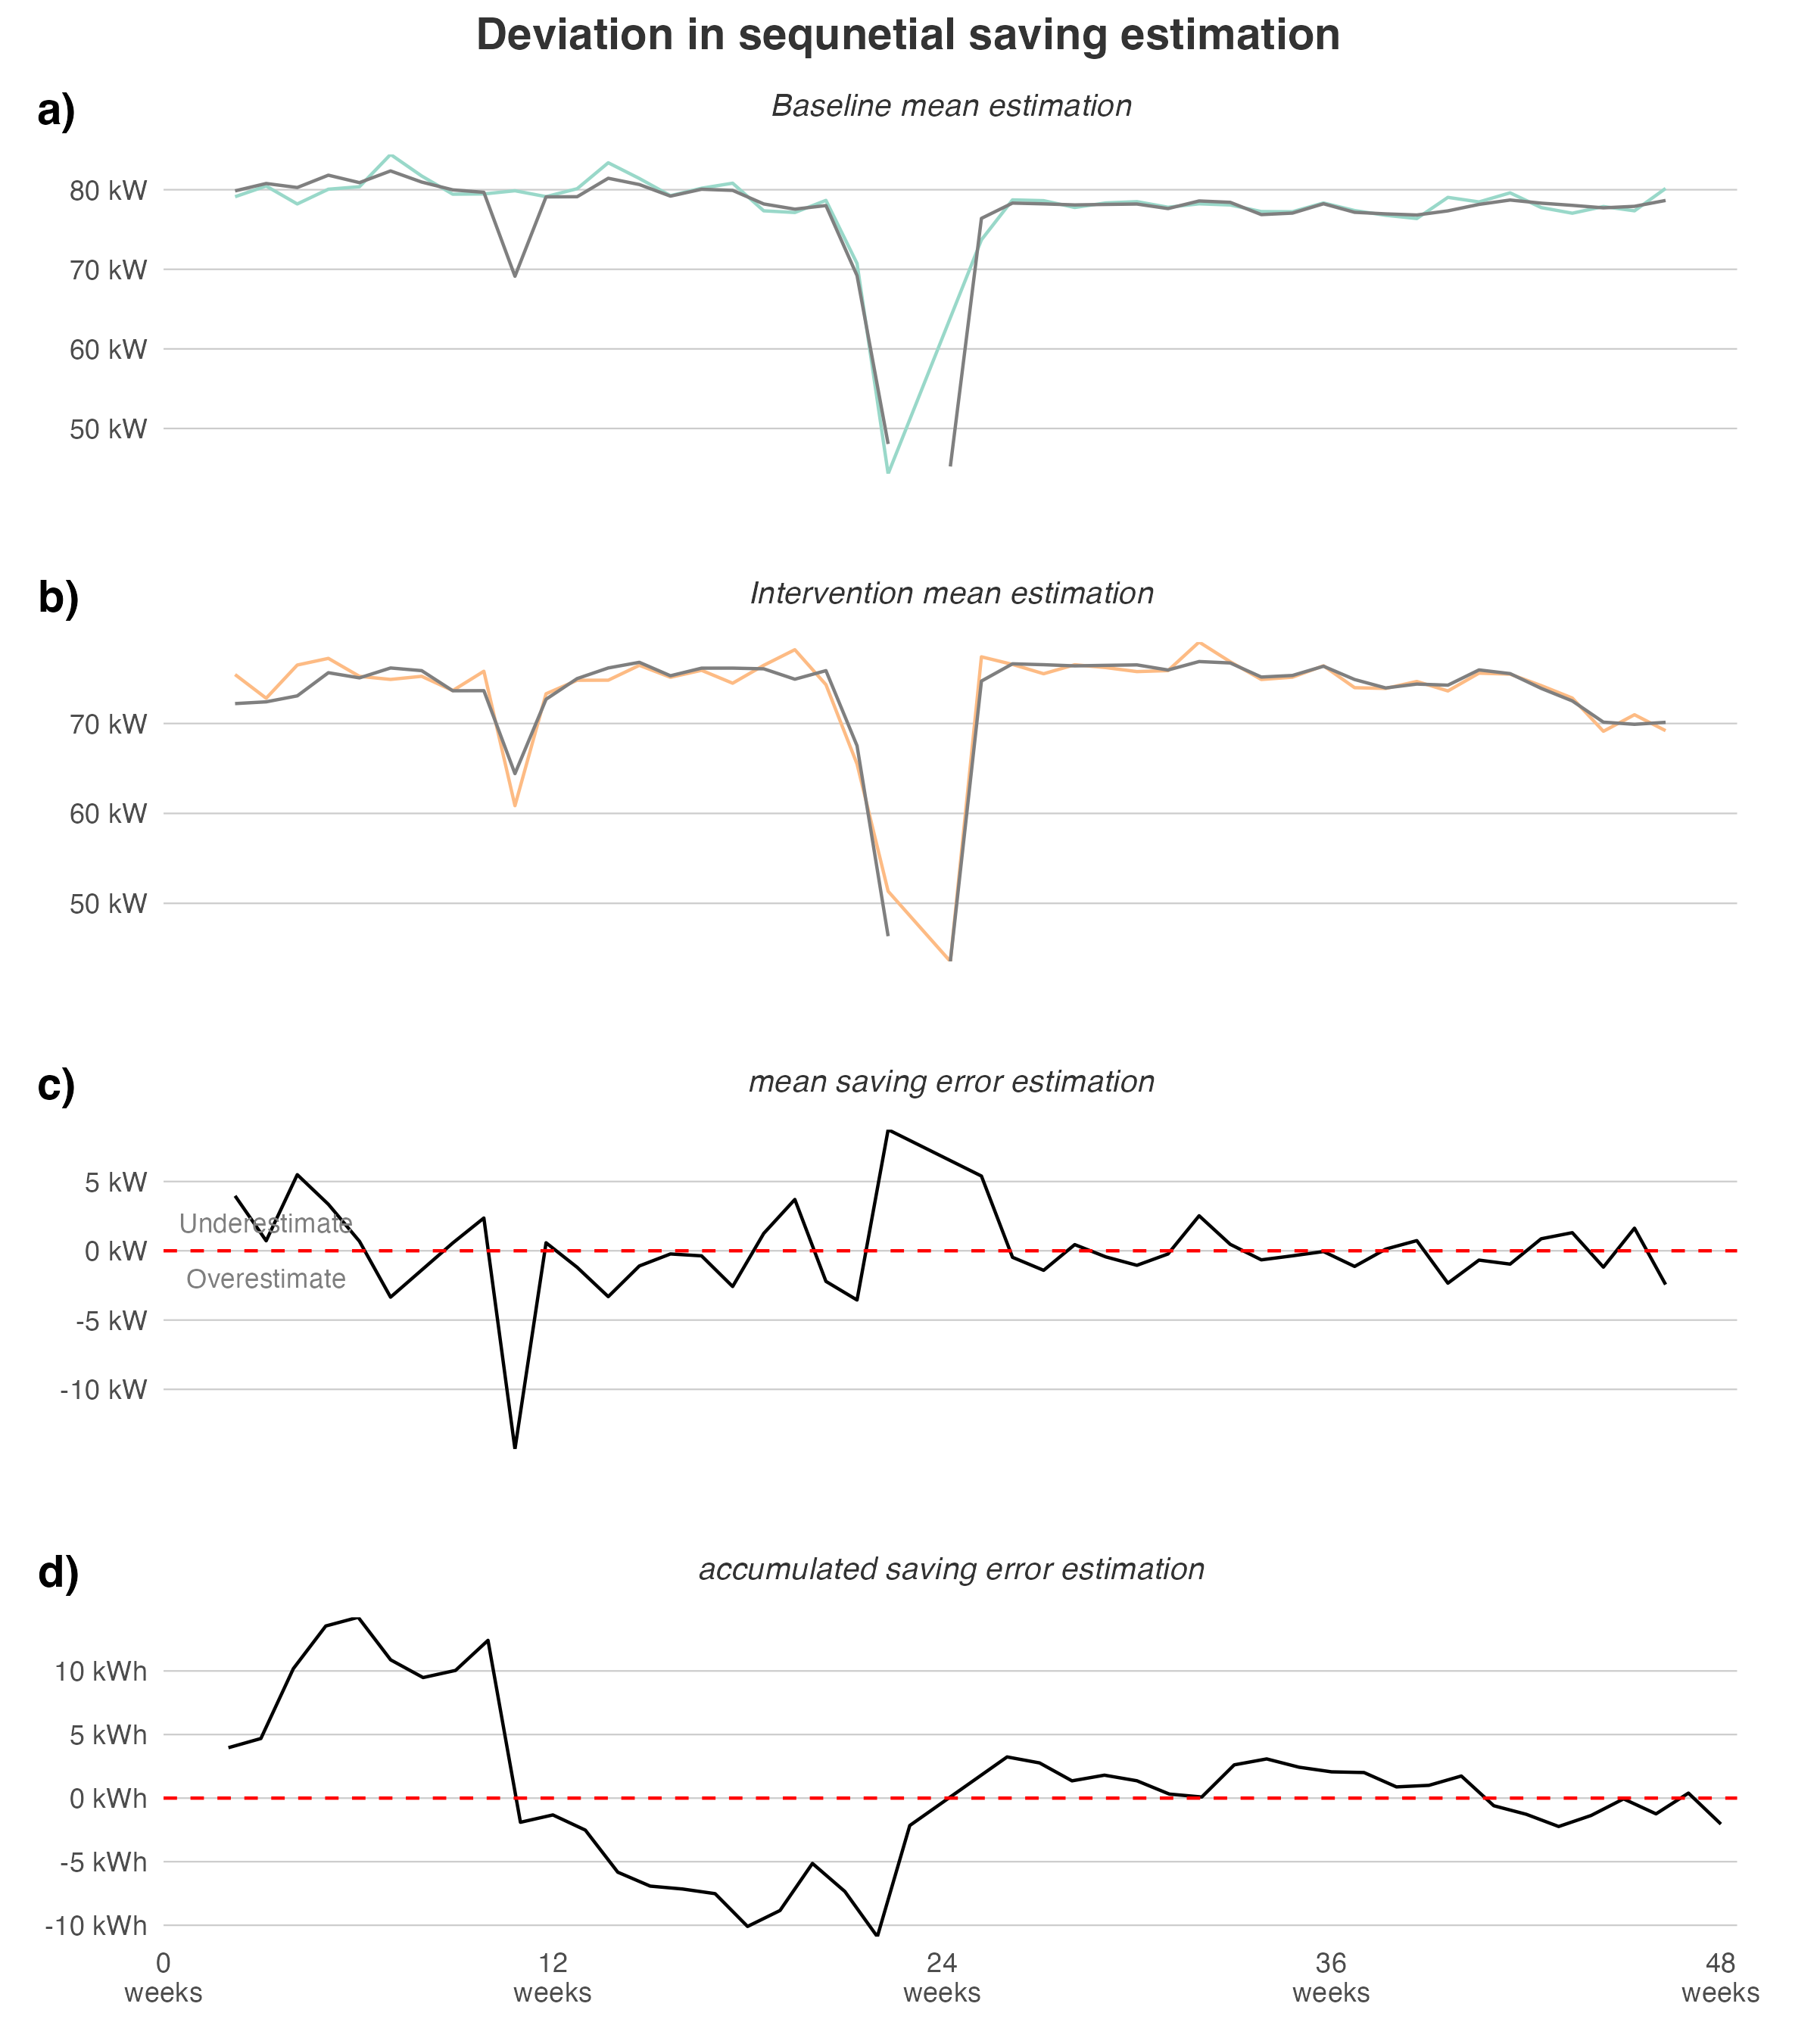 Deviation in sequnetial saving estimation
a)
Baseline mean estimation
80 kW
70 kW
60 kW
50 kW
b)
Intervention mean estimation
70 kW
60 kW
50 kW
c)
mean saving error estimation
5 kW
Underestimate
0 kW
Overestimate
-5 kW
-10 kW
d)
accumulated saving error estimation
10 kWh
5 kWh
0 kWh
-5 kWh
-10 kWh
0 12 24 36 48
weeks weeks weeks weeks weeks